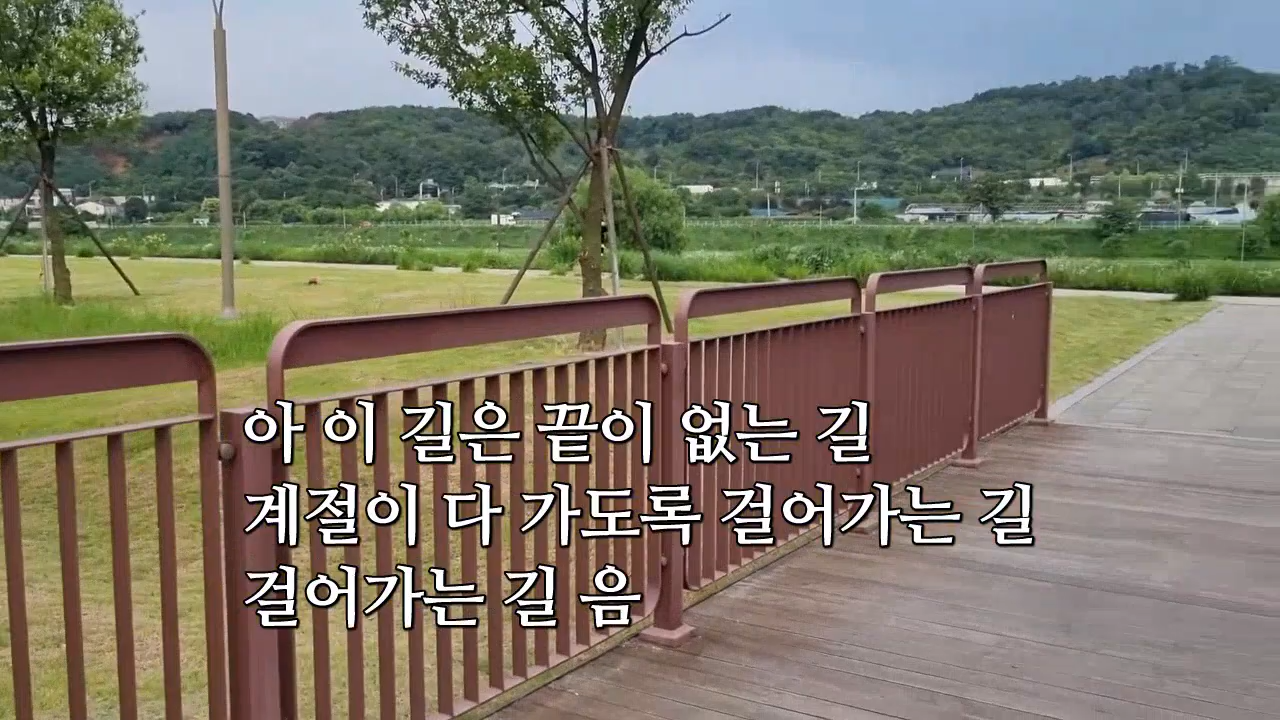 아 이 길은 끝이 없는 길
계절이 다 가도록 걸어가는 길
걸어가는 길 음